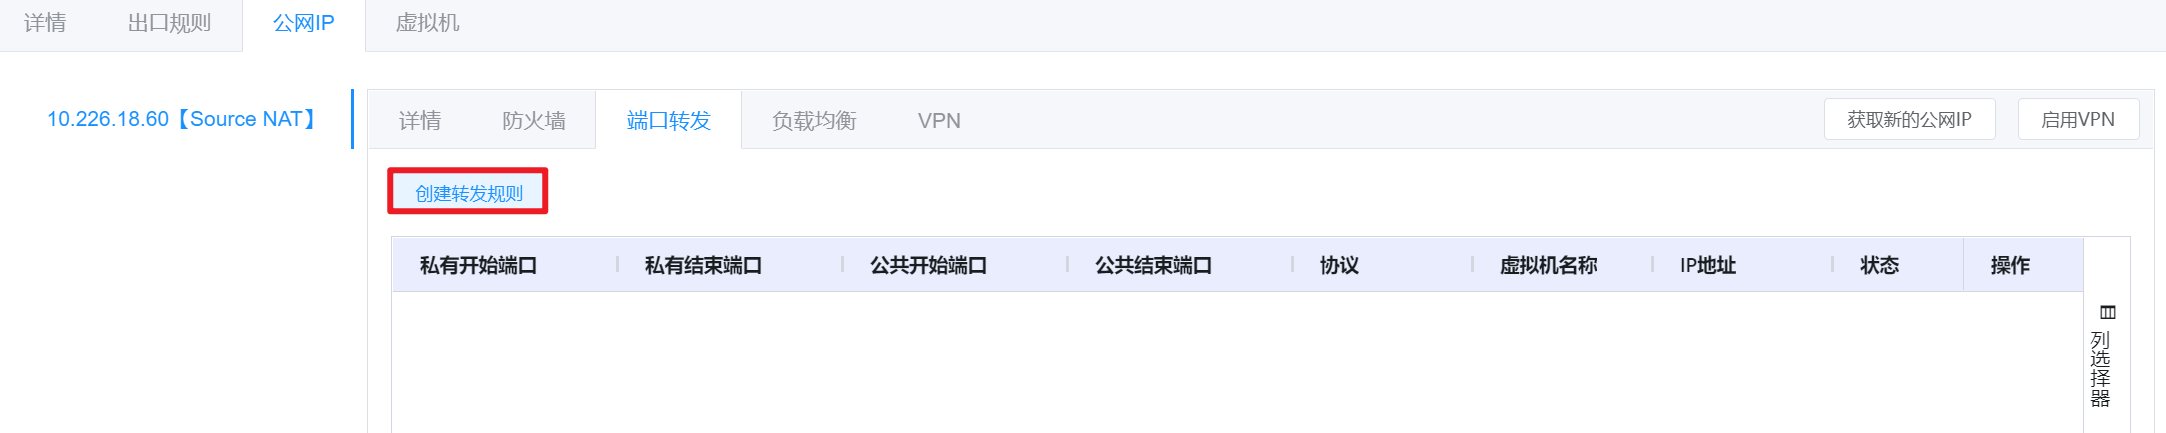 详情 出口规则 公网IP 虚拟机
10.226.18.60【Source NAT】
详情 防火墙 端口转发 负载均衡 VPN 获取新的公网IP 启用VPN
创建转发规则
私有开始端口 私有结束端口 公共开始端口 公共结束端口 协议 虚拟机名称 IP地址 状态 操作
列选择器